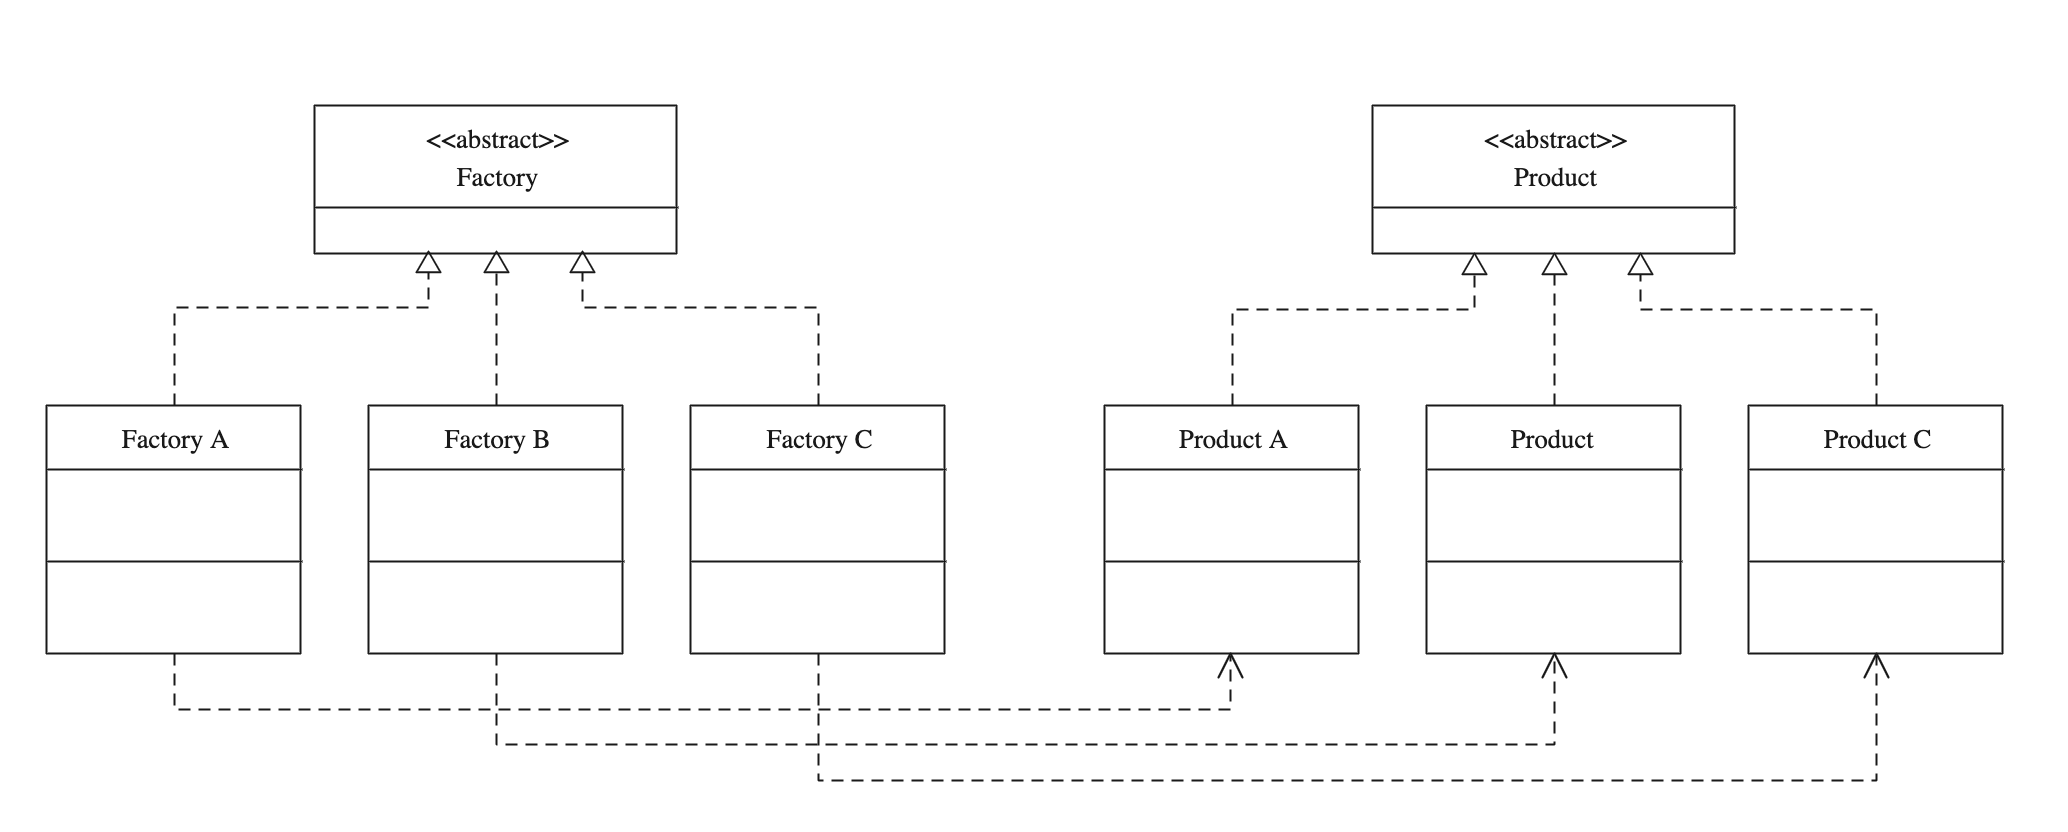 <<abstract>>
Factory
<<abstract>>
Product
Factory A
Factory B
Factory C
Product A
Product
Product C